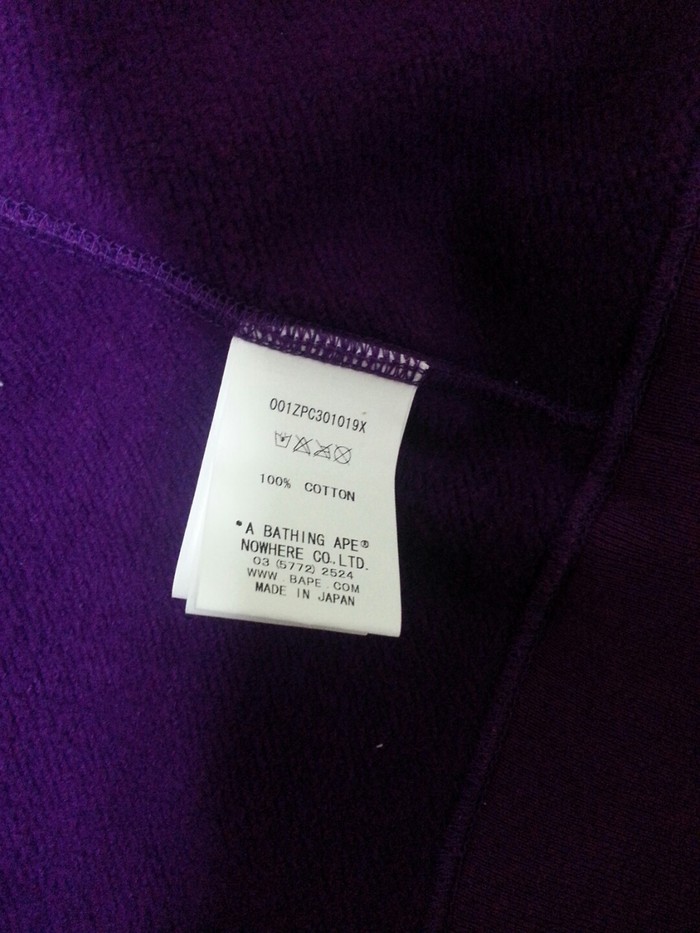 001ZPC301019X
100% COTTON
*A BATHING APE®
NOWHERE CO.,LTD.
03 (5772) 2524
WWW.BAPE.COM
MADE IN JAPAN